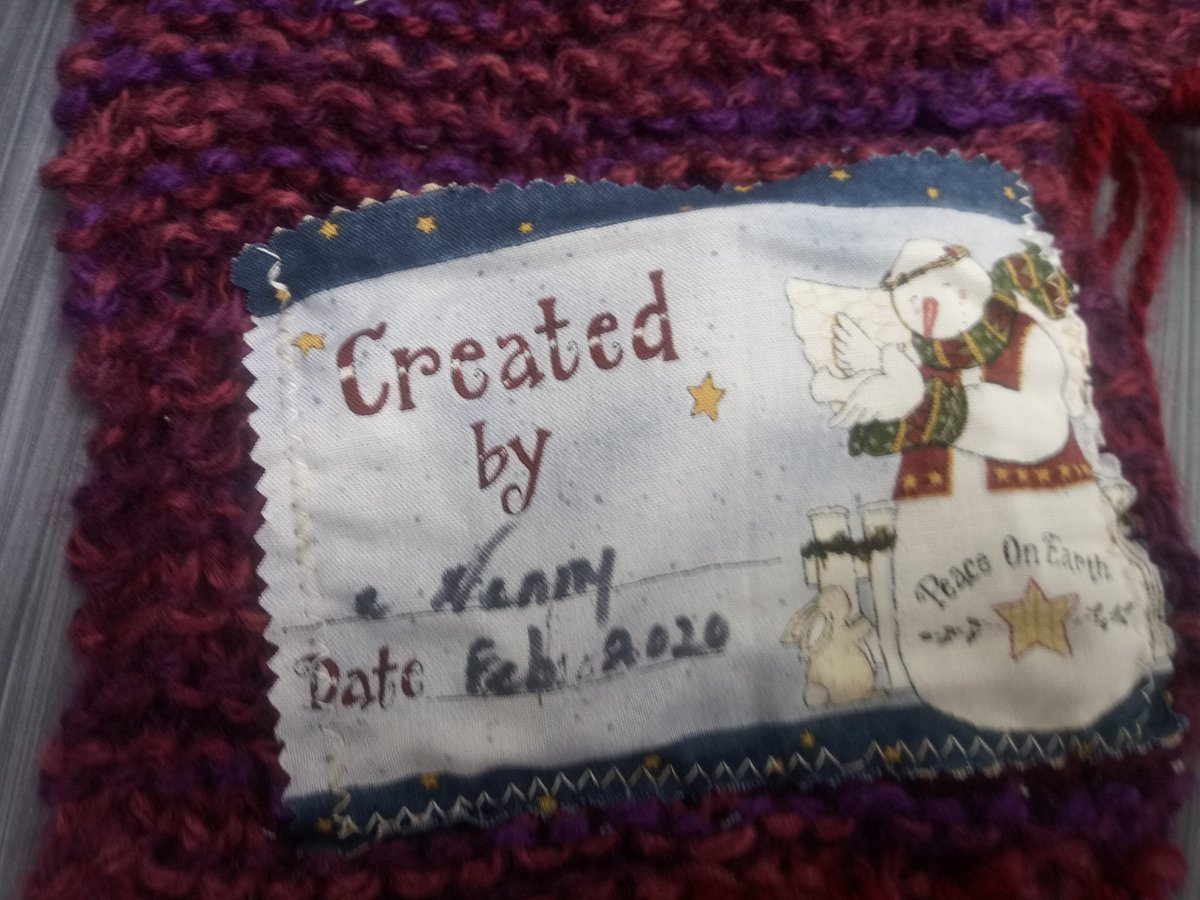 Created
by
a Nanny
Date Feb. 2020
Peace On Earth